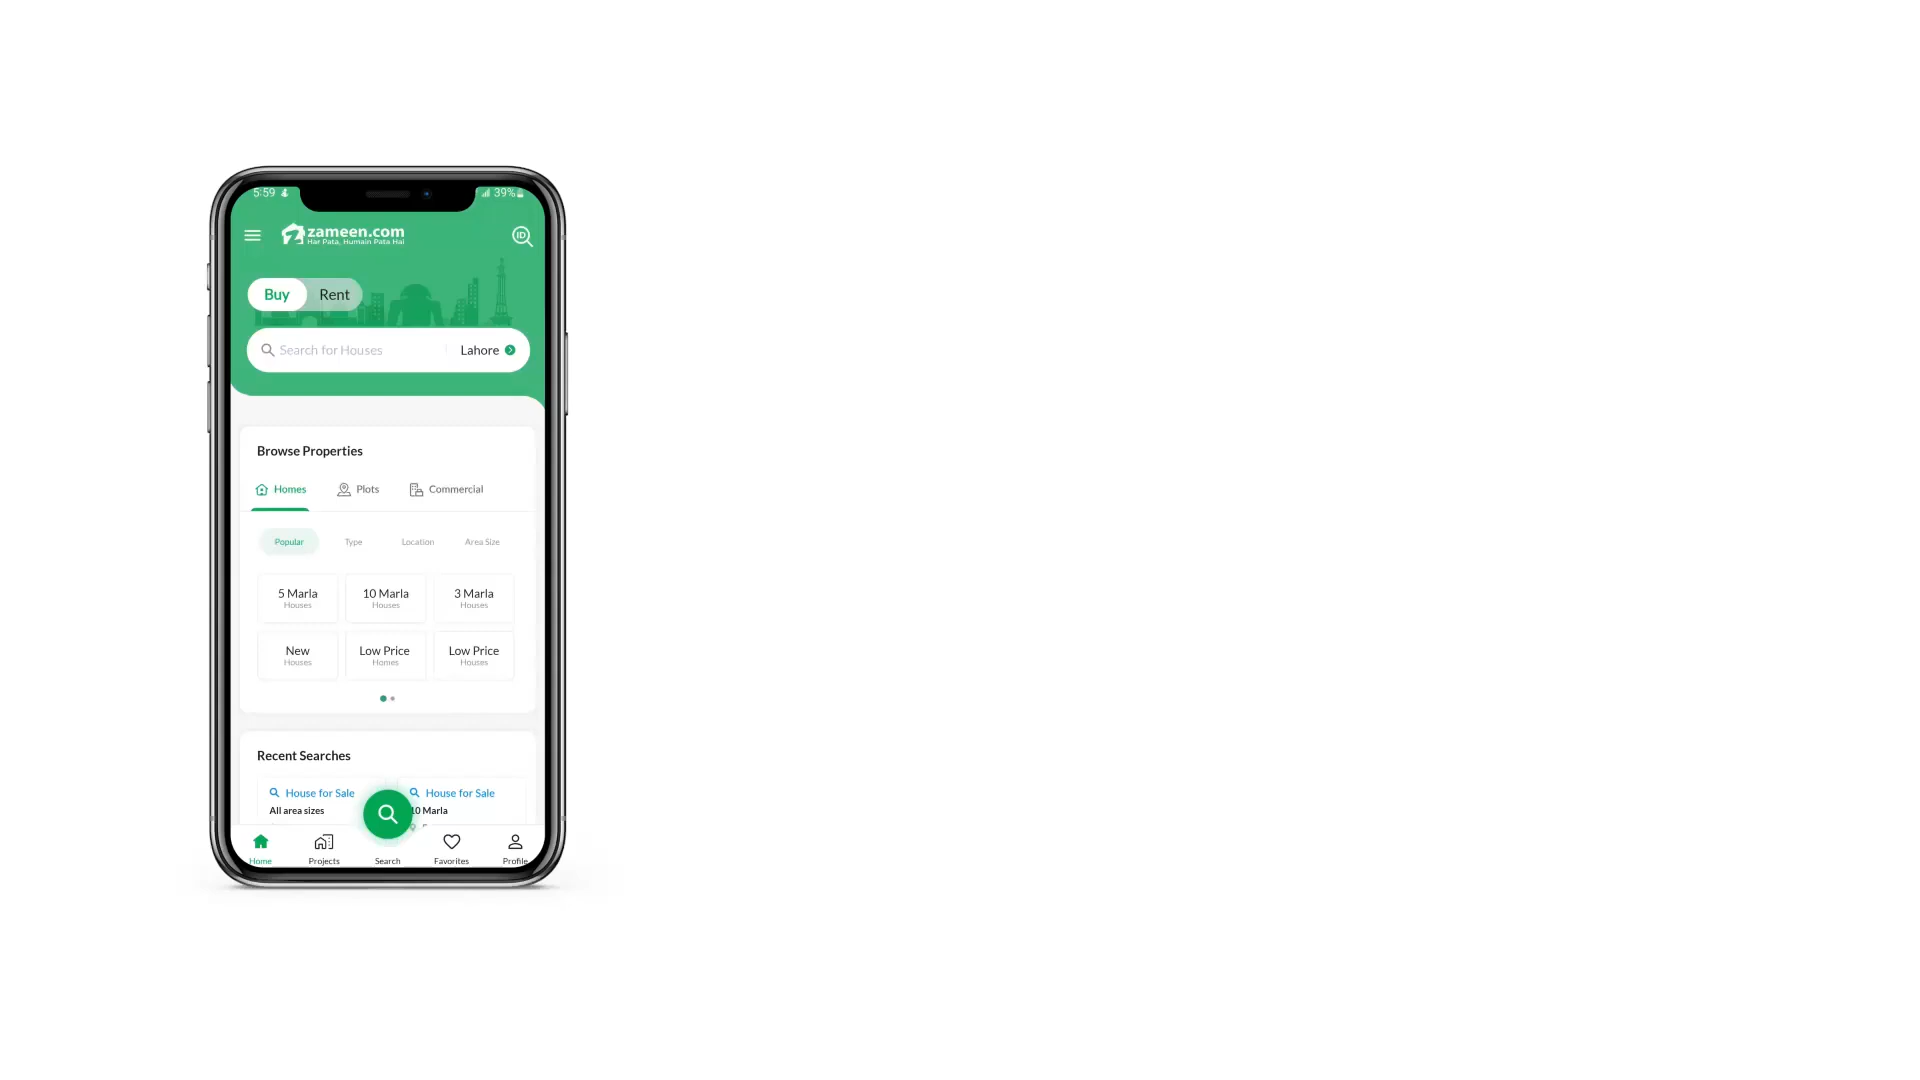 5:59
39%
zameen.com
Har Pata, Humain Pata Hai
ID
Buy Rent
Search for Houses Lahore
Browse Properties
Homes Plots Commercial
Popular Type Location Area Size
5 Marla 10 Marla 3 Marla
Houses Houses Houses
New Low Price Low Price
Houses Homes Houses
Recent Searches
House for Sale House for Sale
All area sizes 10 Marla
Home Projects Search Favorites Profile